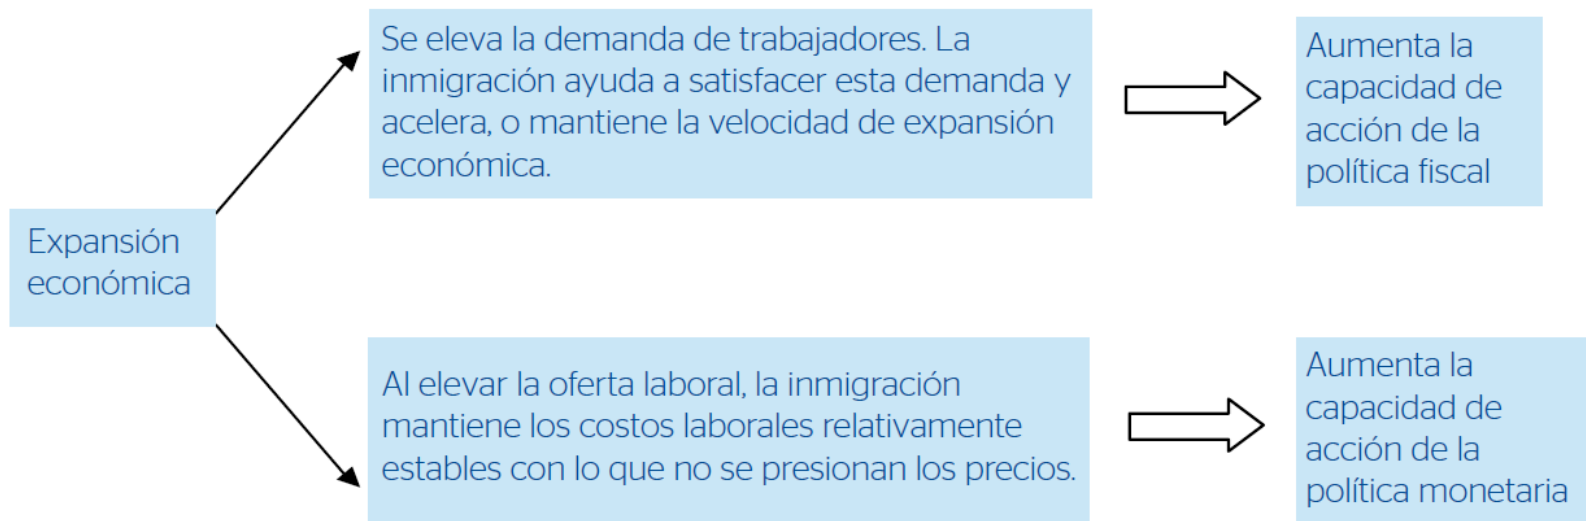 Se eleva la demanda de trabajadores. La
inmigración ayuda a satisfacer esta demanda y
acelera, o mantiene la velocidad de expansión
económica.
Aumenta la
capacidad de
acción de la
política fiscal
Expansión
económica
Al elevar la oferta laboral, la inmigración
mantiene los costos laborales relativamente
estables con lo que no se presionan los precios.
Aumenta la
capacidad de
acción de la
política monetaria